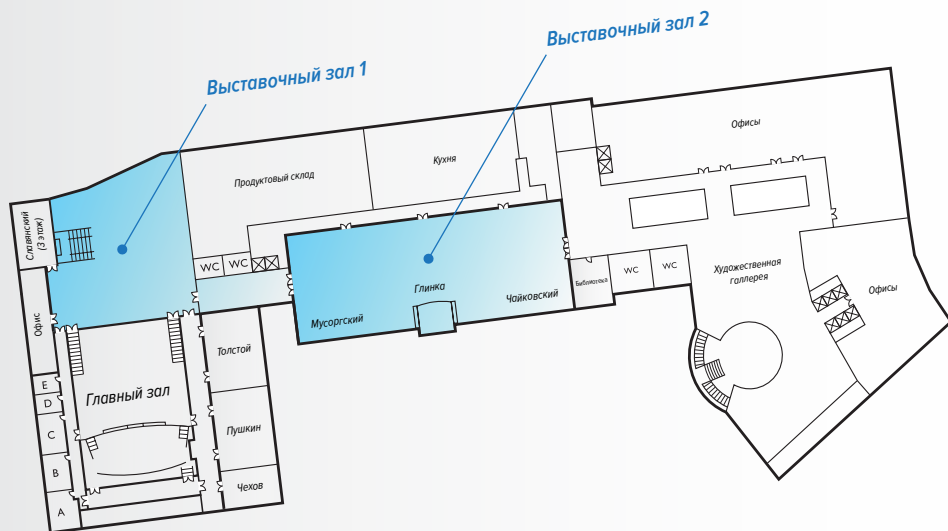 Выставочный зал 2
Выставочный зал 1
Офисы
Кухня
Продуктовый склад
Славянский
(3 этаж)
WC
WC
Художественная
галлерея
WC
WC
Библиотека
Глинка
Чайковский
Мусоргский
Офисы
Офис
Толстой
Главный зал
E
D
C
B
A
Пушкин
Чехов